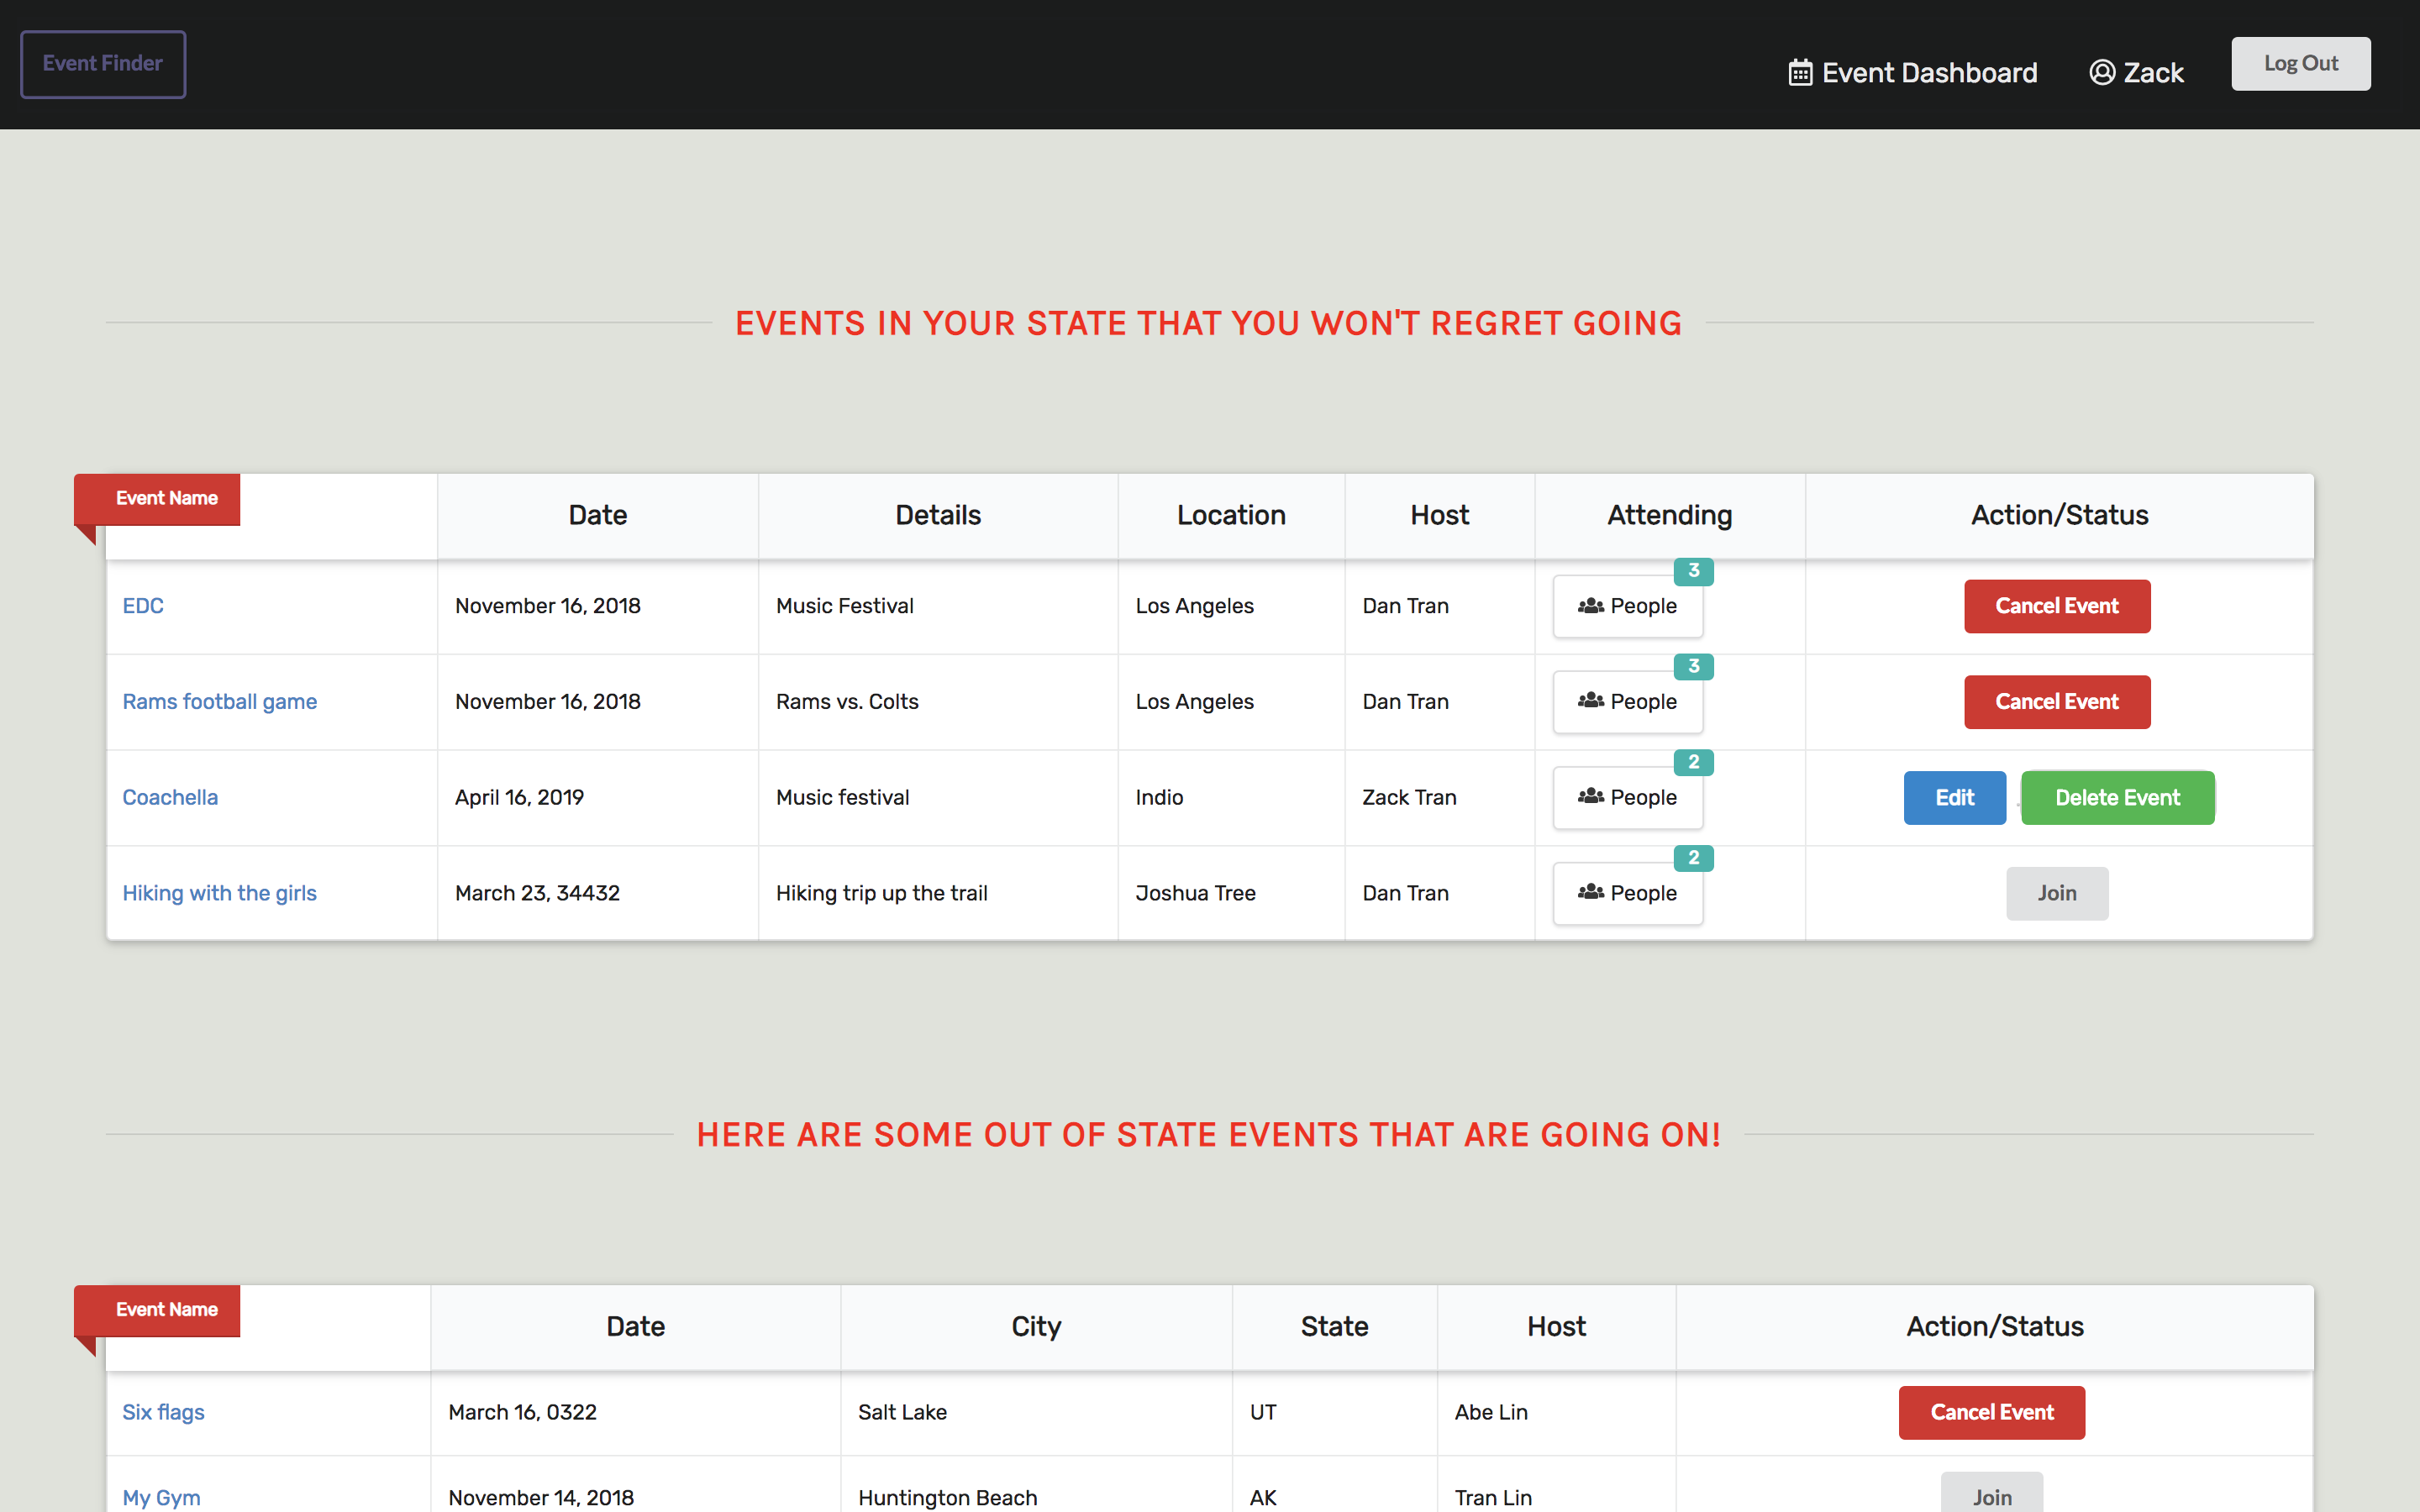 Event Finder
Event Dashboard Zack Log Out
EVENTS IN YOUR STATE THAT YOU WON'T REGRET GOING
Event Name Date Details Location Host Attending Action/Status
EDC November 16, 2018 Music Festival Los Angeles Dan Tran People 3 Cancel Event
Rams football game November 16, 2018 Rams vs. Colts Los Angeles Dan Tran People 3 Cancel Event
Coachella April 16, 2019 Music festival Indio Zack Tran People 2 Edit Delete Event
Hiking with the girls March 23, 34432 Hiking trip up the trail Joshua Tree Dan Tran People 2 Join
HERE ARE SOME OUT OF STATE EVENTS THAT ARE GOING ON!
Event Name Date City State Host Action/Status
Six flags March 16, 0322 Salt Lake UT Abe Lin Cancel Event
My Gym November 14, 2018 Huntington Beach AK Tran Lin Join